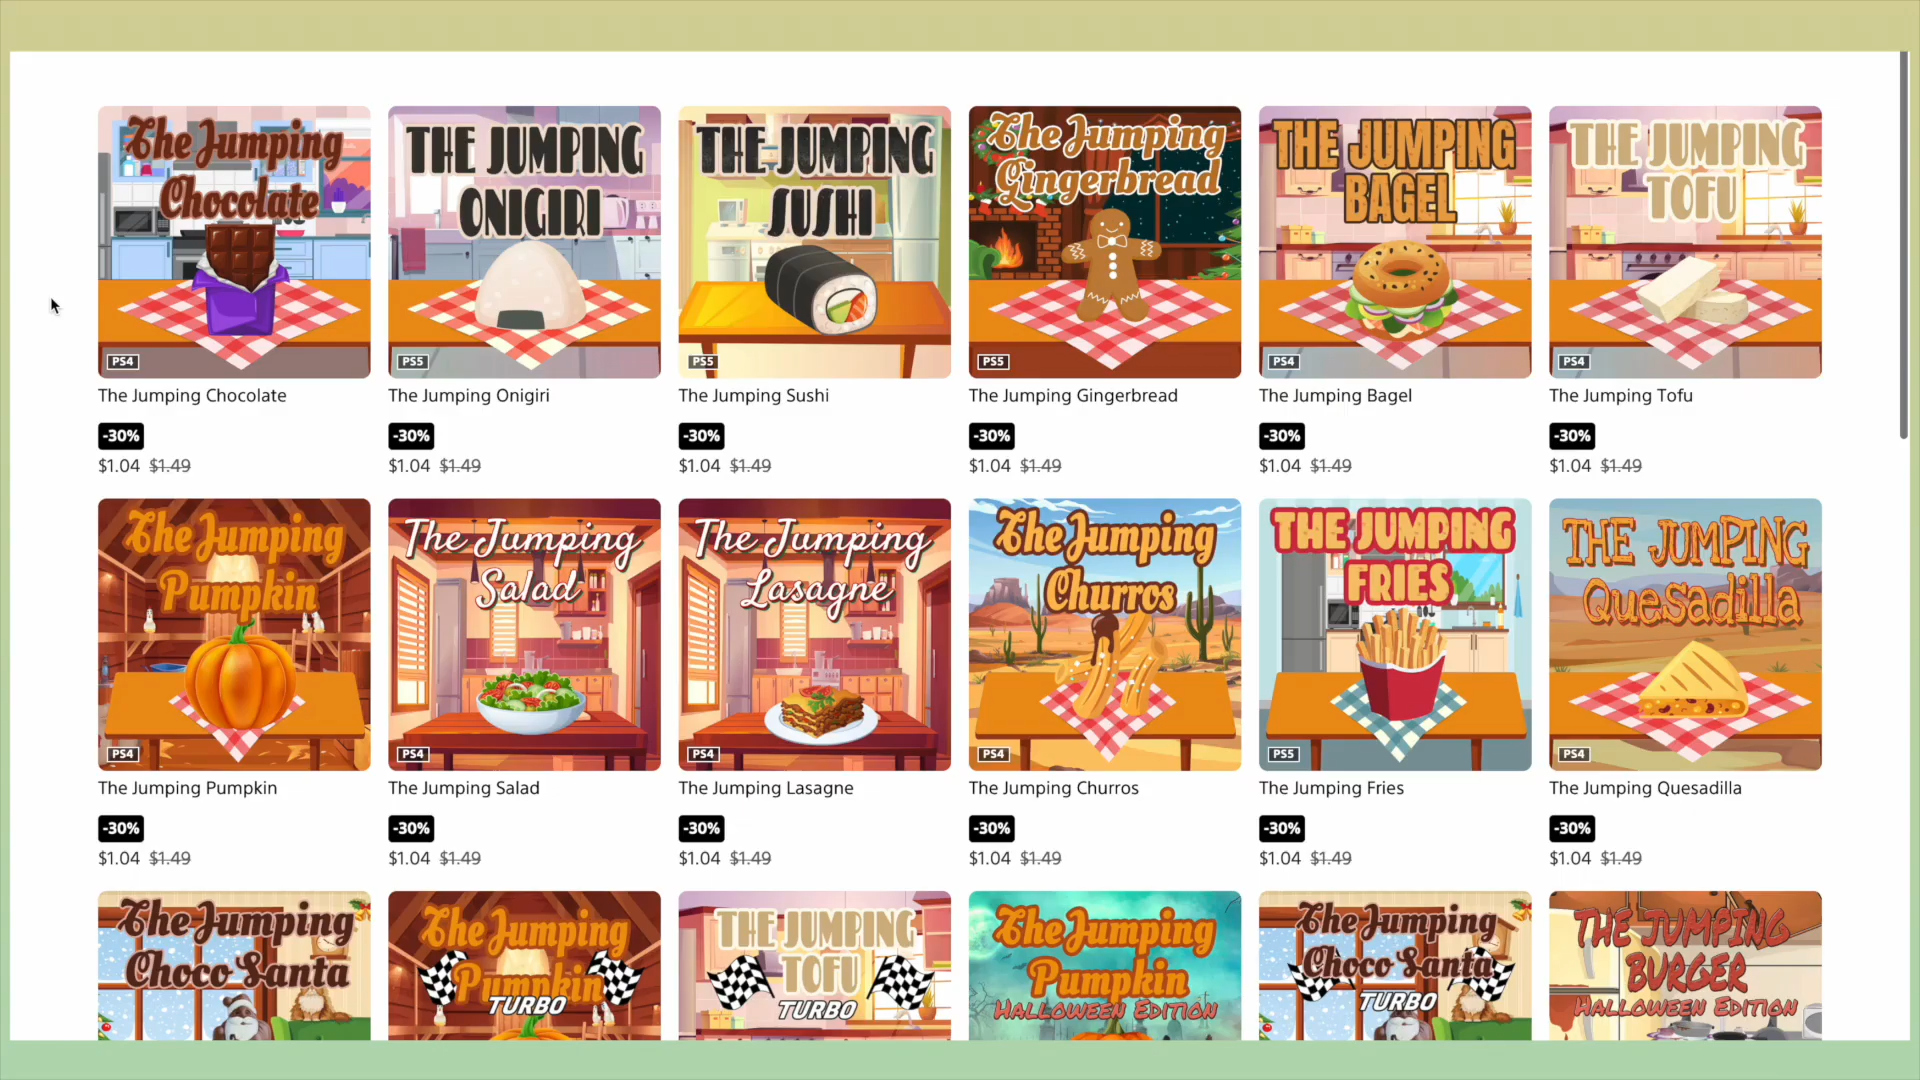 The Jumping
Chocolate
PS4
The Jumping Chocolate
-30%
$1.04 $1.49
THE JUMPING
ONIGIRI
PS5
The Jumping Onigiri
-30%
$1.04 $1.49
THE JUMPING
SUSHI
PS5
The Jumping Sushi
-30%
$1.04 $1.49
The Jumping
Gingerbread
PS5
The Jumping Gingerbread
-30%
$1.04 $1.49
THE JUMPING
BAGEL
PS4
The Jumping Bagel
-30%
$1.04 $1.49
THE JUMPING
TOFU
PS4
The Jumping Tofu
-30%
$1.04 $1.49
The Jumping
Pumpkin
PS4
The Jumping Pumpkin
-30%
$1.04 $1.49
The Jumping
Salad
PS4
The Jumping Salad
-30%
$1.04 $1.49
The Jumping
Lasagne
PS4
The Jumping Lasagne
-30%
$1.04 $1.49
The Jumping
Churros
PS4
The Jumping Churros
-30%
$1.04 $1.49
THE JUMPING
FRIES
PS5
The Jumping Fries
-30%
$1.04 $1.49
THE JUMPING
Quesadilla
PS4
The Jumping Quesadilla
-30%
$1.04 $1.49
The Jumping
Choco Santa
The Jumping
Pumpkin
TURBO
THE JUMPING
TOFU
TURBO
The Jumping
Pumpkin
HALLOWEEN EDITION
The Jumping
Choco Santa
TURBO
THE JUMPING
BURGER
HALLOWEEN EDITION